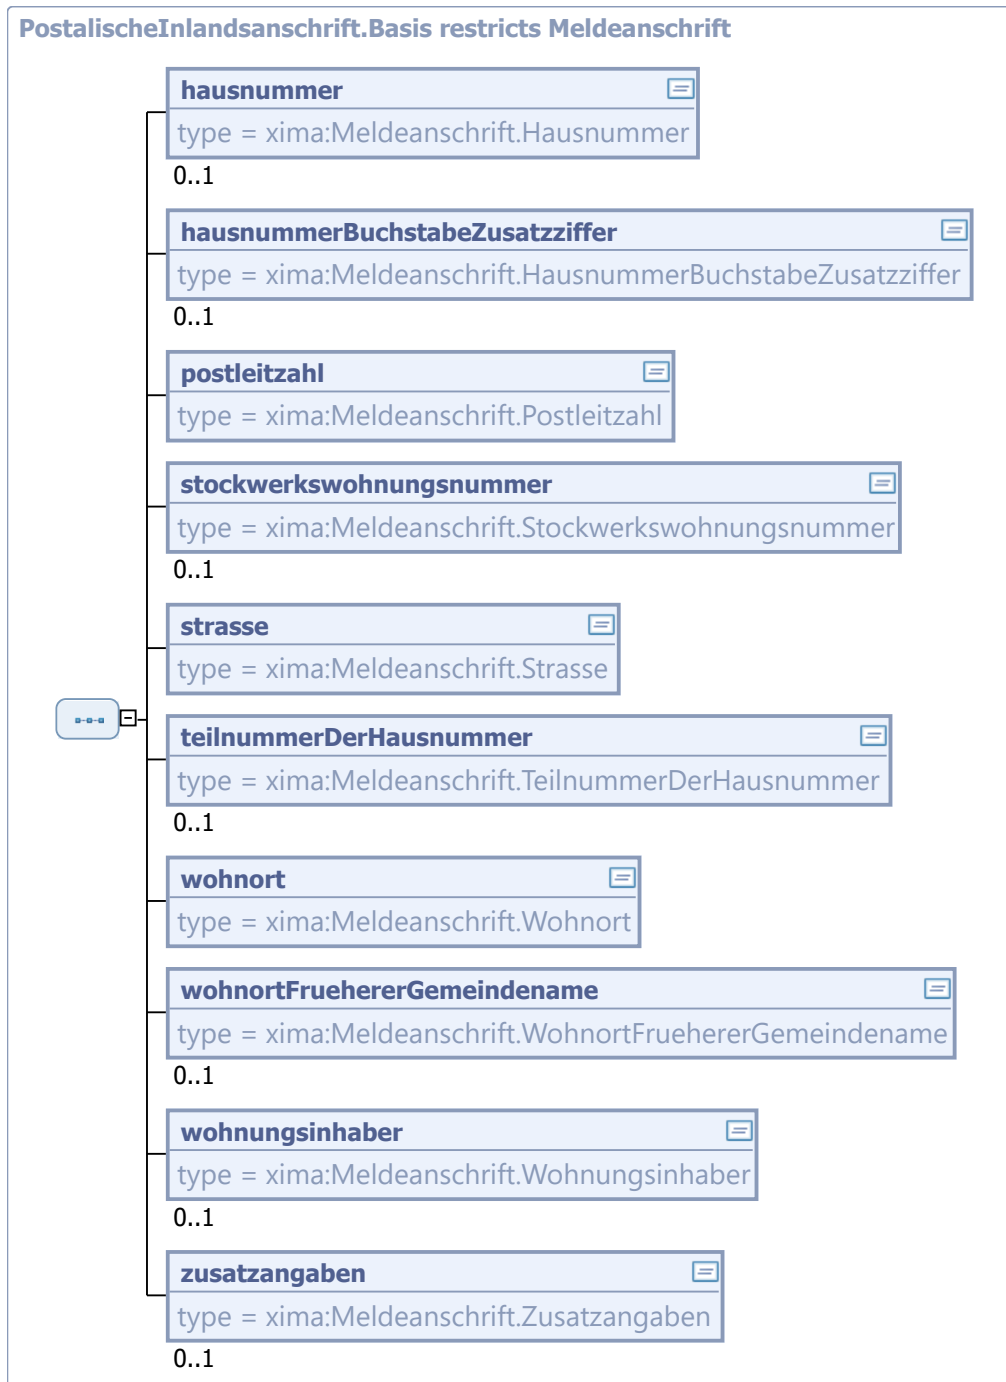 PostalischeInlandsanschrift.Basis restricts Meldeanschrift
hausnummer
type = xima:Meldeanschrift.Hausnummer
0..1
hausnummerBuchstabeZusatzziffer
type = xima:Meldeanschrift.HausnummerBuchstabeZusatzziffer
0..1
postleitzahl
type = xima:Meldeanschrift.Postleitzahl
stockwerkswohnungsnummer
type = xima:Meldeanschrift.Stockwerkswohnungsnummer
0..1
strasse
type = xima:Meldeanschrift.Strasse
teilnummerDerHausnummer
type = xima:Meldeanschrift.TeilnummerDerHausnummer
0..1
wohnort
type = xima:Meldeanschrift.Wohnort
wohnortFruehererGemeindename
type = xima:Meldeanschrift.WohnortFruehererGemeindename
0..1
wohnungsinhaber
type = xima:Meldeanschrift.Wohnungsinhaber
0..1
zusatzangaben
type = xima:Meldeanschrift.Zusatzangaben
0..1